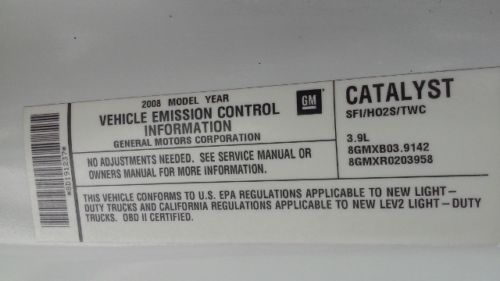 2008 MODEL YEAR
VEHICLE EMISSION CONTROL
INFORMATION
GENERAL MOTORS CORPORATION
GM
NO ADJUSTMENTS NEEDED. SEE SERVICE MANUAL OR
OWNERS MANUAL FOR MORE INFORMATION.
CATALYST
SFI/HO2S/TWC
3.9L
8GMXB03.9142
8GMXR0203958
THIS VEHICLE CONFORMS TO U.S. EPA REGULATIONS APPLICABLE TO NEW LIGHT-
DUTY TRUCKS AND CALIFORNIA REGULATIONS APPLICABLE TO NEW LEV2 LIGHT-DUTY
TRUCKS. OBD II CERTIFIED.